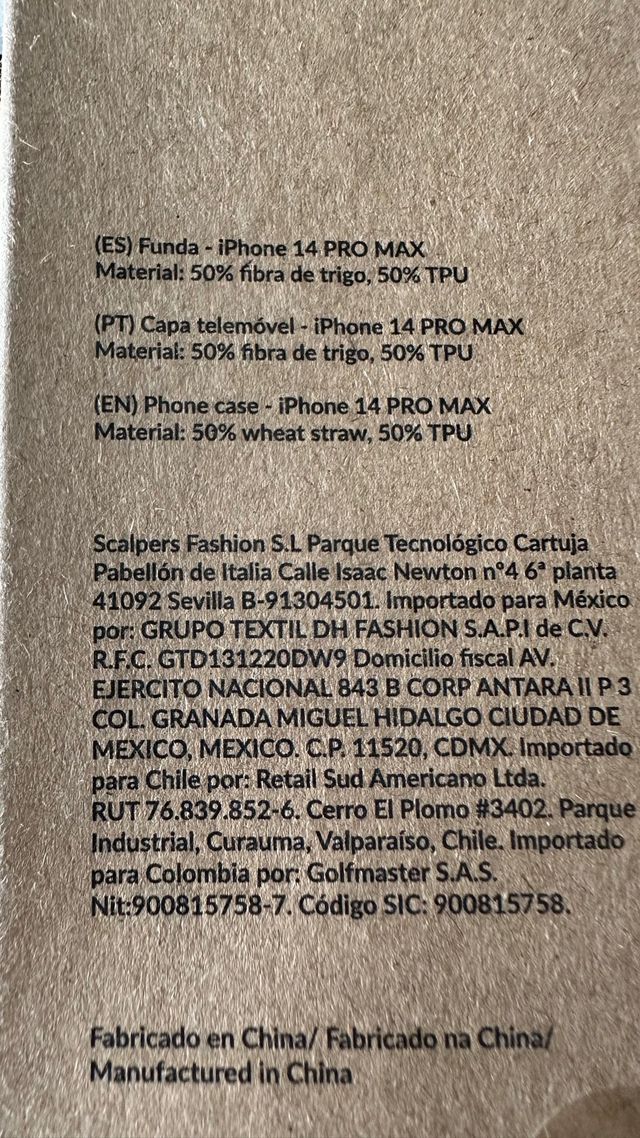 (ES) Funda - iPhone 14 PRO MAX
Material: 50% fibra de trigo, 50% TPU
(PT) Capa telemóvel - iPhone 14 PRO MAX
Material: 50% fibra de trigo, 50% TPU
(EN) Phone case - iPhone 14 PRO MAX
Material: 50% wheat straw, 50% TPU
Scalpers Fashion S.L Parque Tecnológico Cartuja
Pabellón de Italia Calle Isaac Newton nº4 6ª planta
41092 Sevilla B-91304501. Importado para México
por: GRUPO TEXTIL DH FASHION S.A.P.I de C.V.
R.F.C. GTD131220DW9 Domicilio fiscal AV.
EJERCITO NACIONAL 843 B CORP ANTARA II P 3
COL. GRANADA MIGUEL HIDALGO CIUDAD DE
MEXICO, MEXICO. C.P. 11520, CDMX. Importado
para Chile por: Retail Sud Americano Ltda.
RUT 76.839.852-6. Cerro El Plomo #3402. Parque
Industrial, Curauma, Valparaíso, Chile. Importado
para Colombia por: Golfmaster S.A.S.
Nit:900815758-7. Código SIC: 900815758.
Fabricado en China/ Fabricado na China/
Manufactured in China